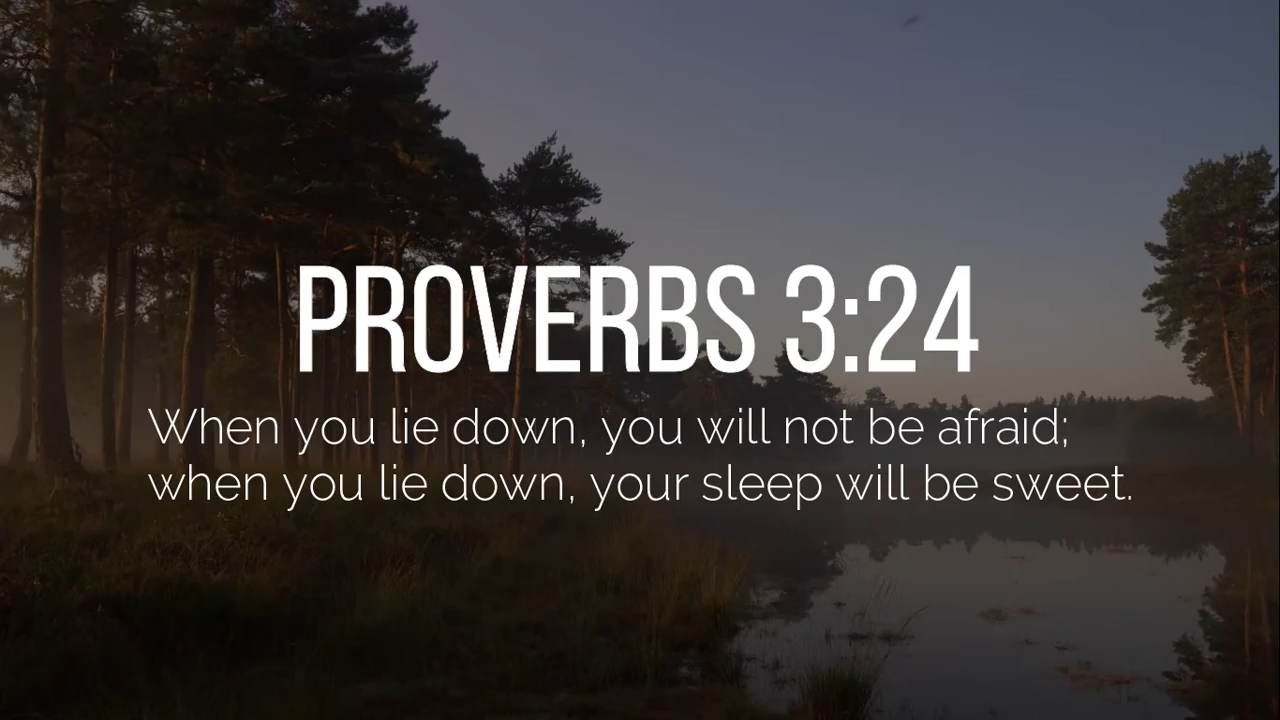 PROVERBS 3:24
When you lie down, you will not be afraid;
when you lie down, your sleep will be sweet.